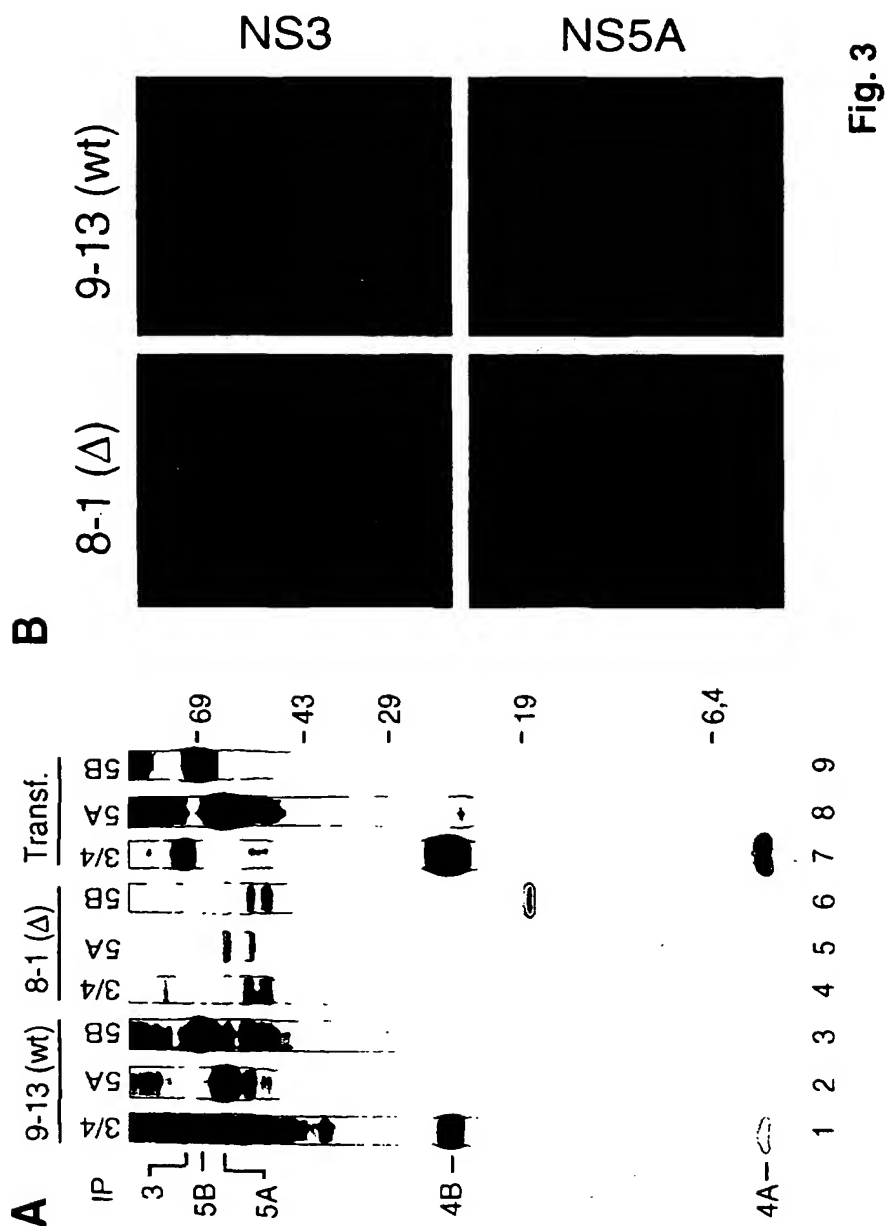 A
9-13 (wt) 8-1 (Δ) Transf.
IP 3/4 5A 5B 3/4 5A 5B 3/4 5A 5B
3
5B
5A
4B
4A
- 69
- 43
- 29
- 19
- 6,4
1 2 3 4 5 6 7 8 9
B
8-1 (Δ) 9-13 (wt)
NS3
NS5A
Fig. 3